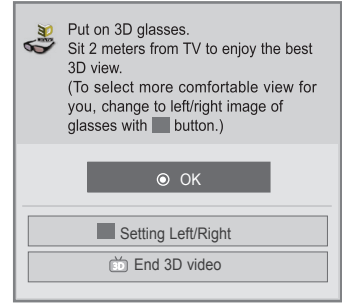 3D
Put on 3D glasses.
Sit 2 meters from TV to enjoy the best
3D view.
(To select more comfortable view for
you, change to left/right image of
glasses with button.)
OK
Setting Left/Right
3D End 3D video